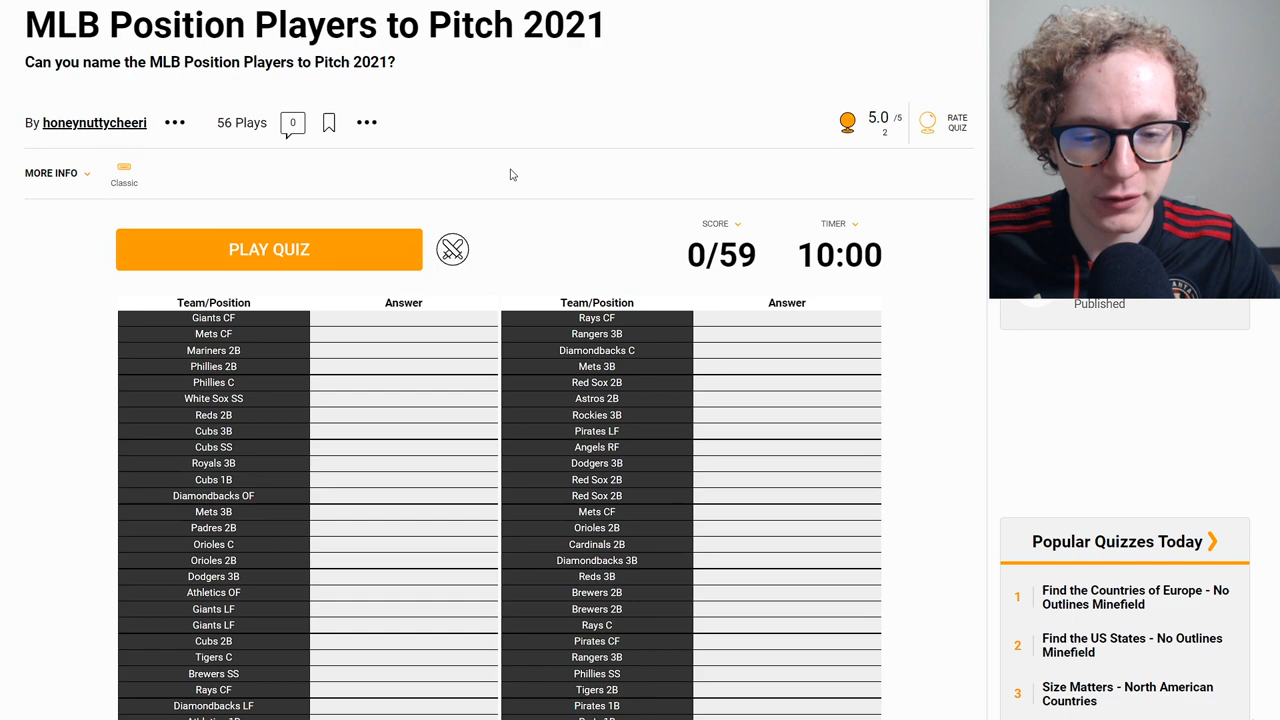 MLB Position Players to Pitch 2021
Can you name the MLB Position Players to Pitch 2021?
By honeynuttycheeri ••• 56 Plays 0 •••
5.0 /5
2
RATE
QUIZ
MORE INFO
Classic
PLAY QUIZ
SCORE
0/59
TIMER
10:00
Team/Position Answer Team/Position Answer
Giants CF Rays CF
Mets CF Rangers 3B
Mariners 2B Diamondbacks C
Phillies 2B Mets 3B
Phillies C Red Sox 2B
White Sox SS Astros 2B
Reds 2B Rockies 3B
Cubs 3B Pirates LF
Cubs SS Angels RF
Royals 3B Dodgers 3B
Cubs 1B Red Sox 2B
Diamondbacks OF Red Sox 2B
Mets 3B Mets CF
Padres 2B Orioles 2B
Orioles C Cardinals 2B
Orioles 2B Diamondbacks 3B
Dodgers 3B Reds 3B
Athletics OF Brewers 2B
Giants LF Brewers 2B
Giants LF Rays C
Cubs 2B Pirates CF
Tigers C Rangers 3B
Brewers SS Phillies SS
Rays CF Tigers 2B
Diamondbacks LF Pirates 1B
Published
Popular Quizzes Today
1 Find the Countries of Europe - No
Outlines Minefield
2 Find the US States - No Outlines
Minefield
3 Size Matters - North American
Countries